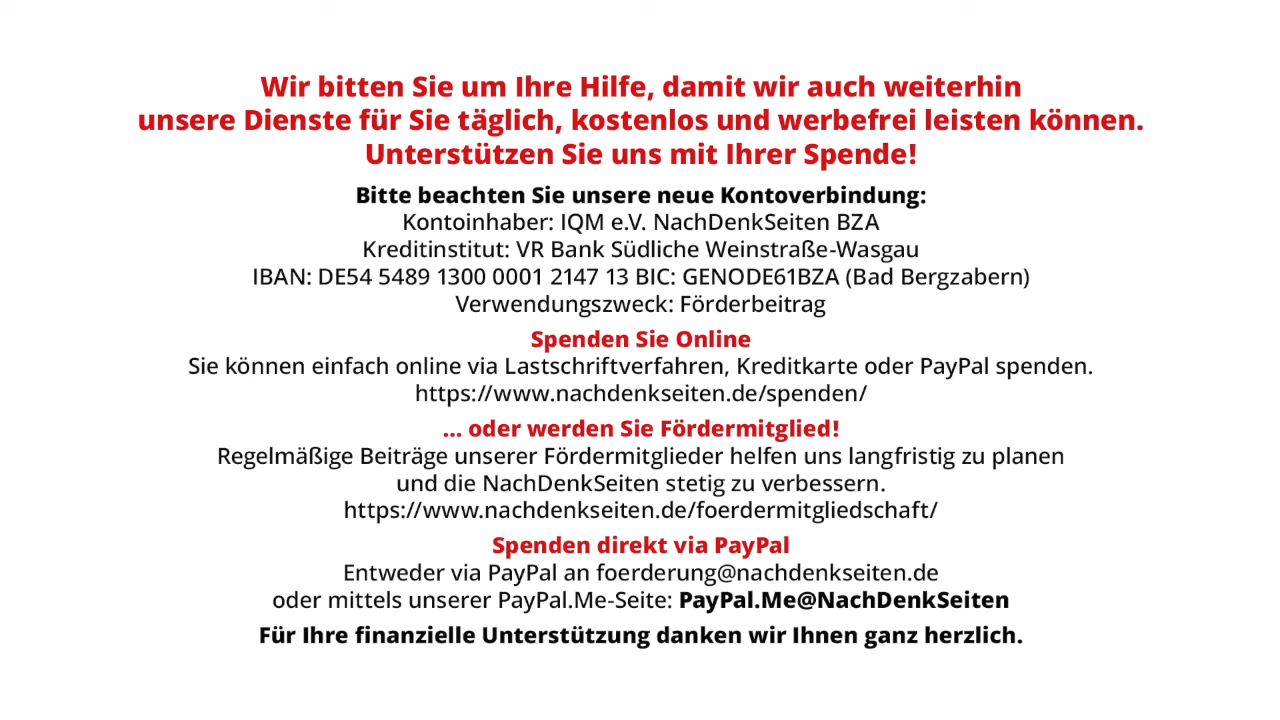 Wir bitten Sie um Ihre Hilfe, damit wir auch weiterhin
unsere Dienste für Sie täglich, kostenlos und werbefrei leisten können.
Unterstützen Sie uns mit Ihrer Spende!
Bitte beachten Sie unsere neue Kontoverbindung:
Kontoinhaber: IQM e.V. NachDenkSeiten BZA
Kreditinstitut: VR Bank Südliche Weinstraße-Wasgau
IBAN: DE54 5489 1300 0001 2147 13 BIC: GENODE61BZA (Bad Bergzabern)
Verwendungszweck: Förderbeitrag
Spenden Sie Online
Sie können einfach online via Lastschriftverfahren, Kreditkarte oder PayPal spenden.
https://www.nachdenkseiten.de/spenden/
... oder werden Sie Fördermitglied!
Regelmäßige Beiträge unserer Fördermitglieder helfen uns langfristig zu planen
und die NachDenkSeiten stetig zu verbessern.
https://www.nachdenkseiten.de/foerdermitgliedschaft/
Spenden direkt via PayPal
Entweder via PayPal an foerderung@nachdenkseiten.de
oder mittels unserer PayPal.Me-Seite: PayPal.Me@NachDenkSeiten
Für Ihre finanzielle Unterstützung danken wir Ihnen ganz herzlich.